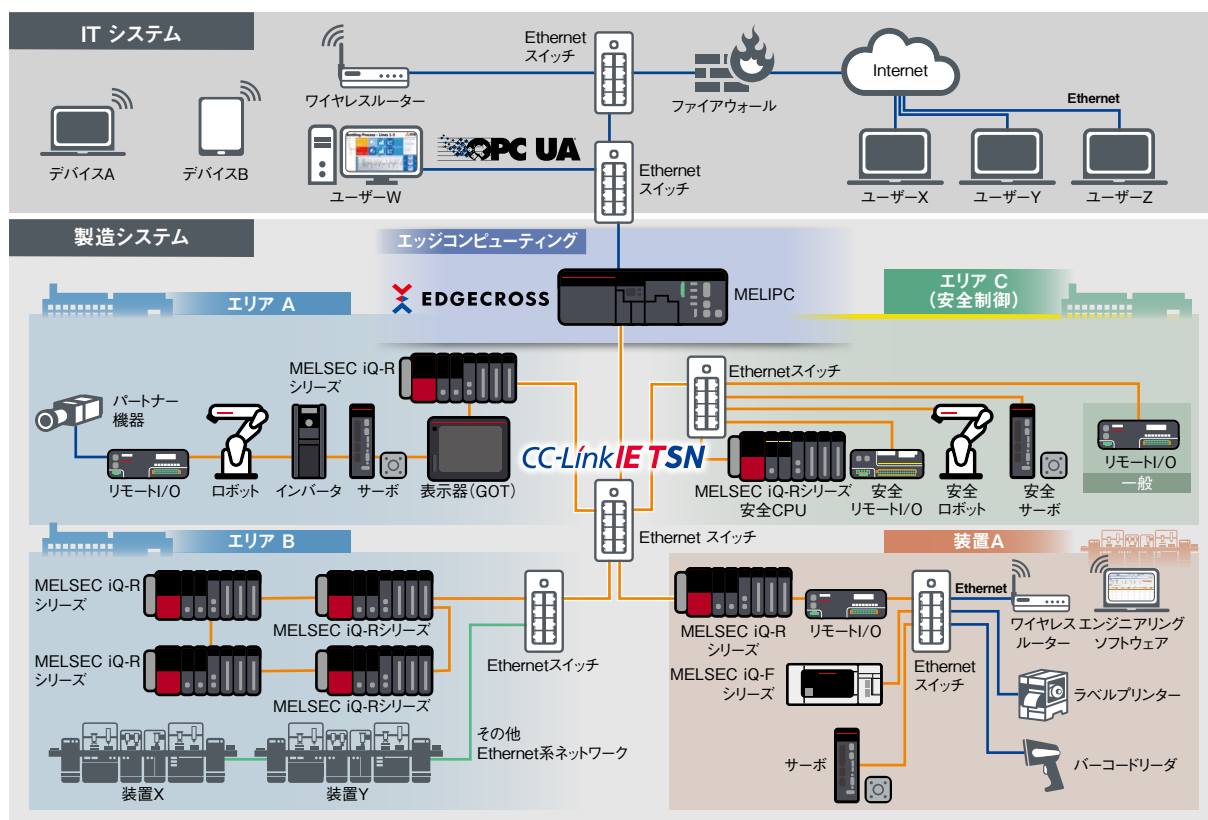 IT システム
Ethernet
スイッチ
ワイヤレスルーター
ファイアウォール
Internet
Ethernet
デバイスA
デバイスB
ユーザーW
OPC UA
Ethernet
スイッチ
ユーザーX
ユーザーY
ユーザーZ
製造システム
エッジコンピューティング
EDGECROSS
MELIPC
エリア A
エリア C
(安全制御)
MELSEC iQ-R
シリーズ
パートナー
機器
リモートI/O
ロボット
インバータ
サーボ
表示器(GOT)
CC-Link IE TSN
Ethernetスイッチ
MELSEC iQ-Rシリーズ
安全CPU
安全
リモートI/O
安全
ロボット
安全
サーボ
リモートI/O
一般
Ethernet スイッチ
エリア B
MELSEC iQ-R
シリーズ
MELSEC iQ-Rシリーズ
MELSEC iQ-R
シリーズ
MELSEC iQ-Rシリーズ
Ethernetスイッチ
その他
Ethernet系ネットワーク
装置X
装置Y
装置A
MELSEC iQ-R
シリーズ
リモートI/O
Ethernet
ワイヤレス
ルーター
エンジニアリング
ソフトウェア
MELSEC iQ-F
シリーズ
Ethernet
スイッチ
ラベルプリンター
サーボ
バーコードリーダ